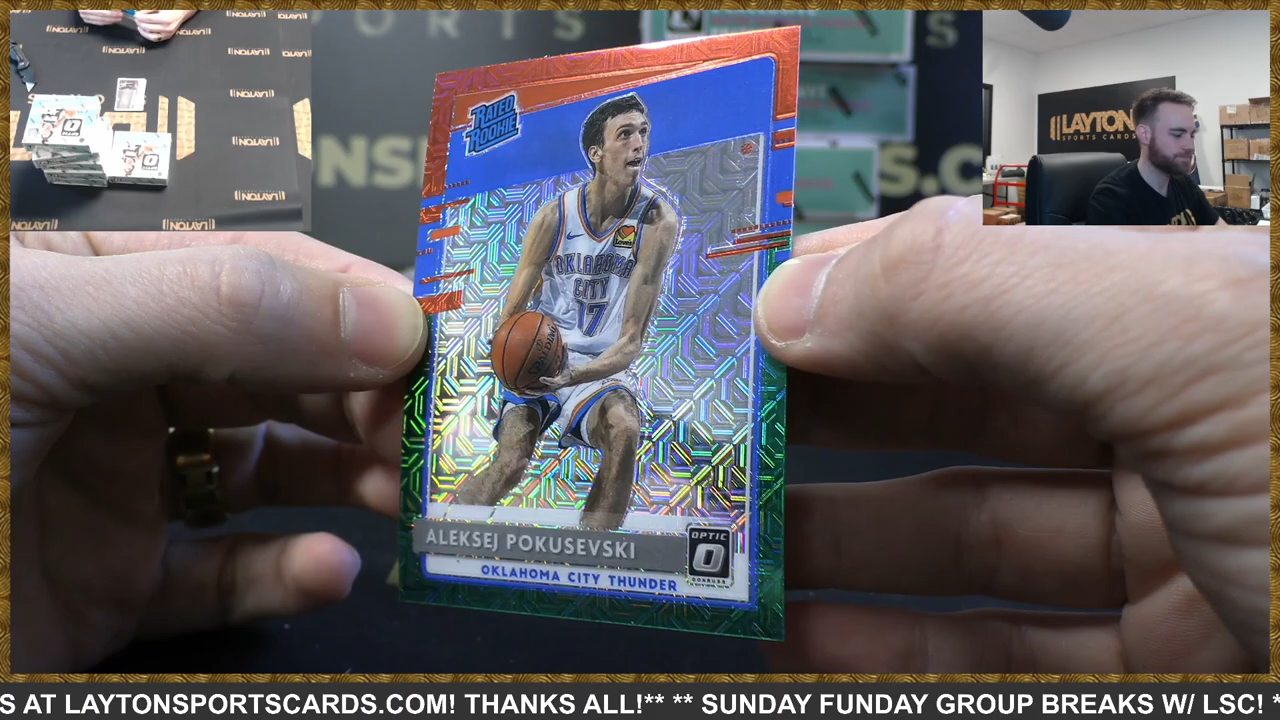 LAYTON
SPORTS CARDS
RATED
ROOKIE
OKLAHOMA
CITY
17
SPALDING
ALEKSEJ POKUSEVSKI
OPTIC
DONRUSS
OKLAHOMA CITY THUNDER
S AT LAYTONSPORTSCARDS.COM! THANKS ALL!** ** SUNDAY FUNDAY GROUP BREAKS W/ LSC! *